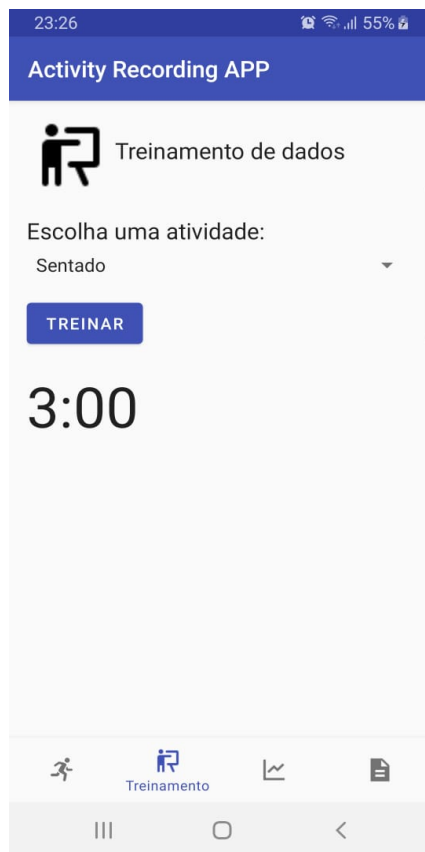 23:26 55%
Activity Recording APP
Treinamento de dados
Escolha uma atividade:
Sentado
TREINAR
3:00
Treinamento